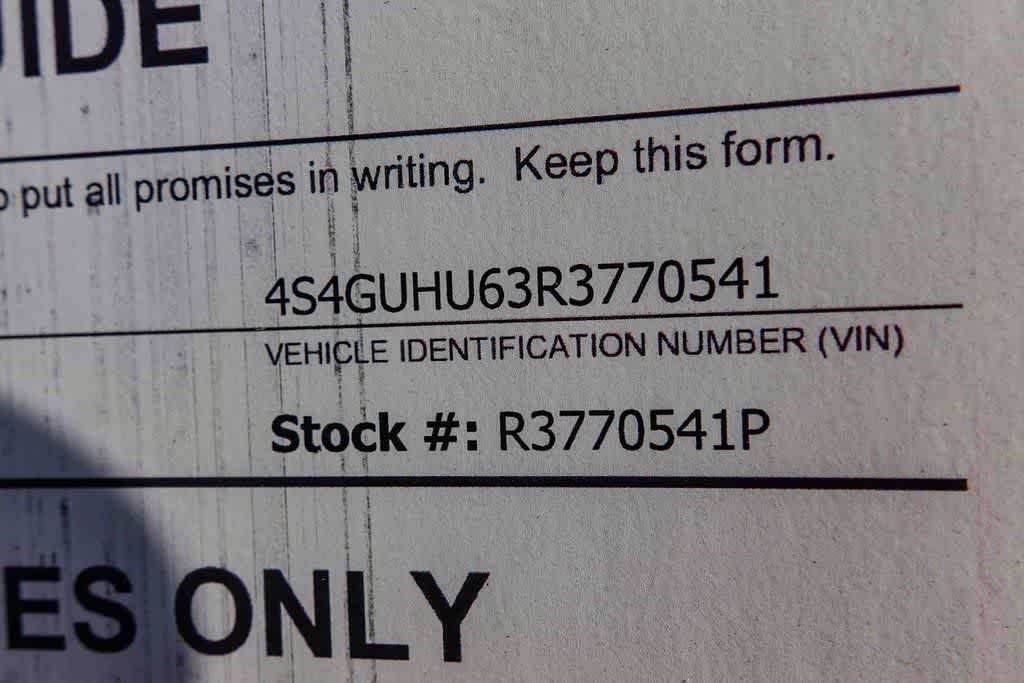 IDE
put all promises in writing. Keep this form.
4S4GUHU63R3770541
VEHICLE IDENTIFICATION NUMBER (VIN)
Stock #: R3770541P
ES ONLY